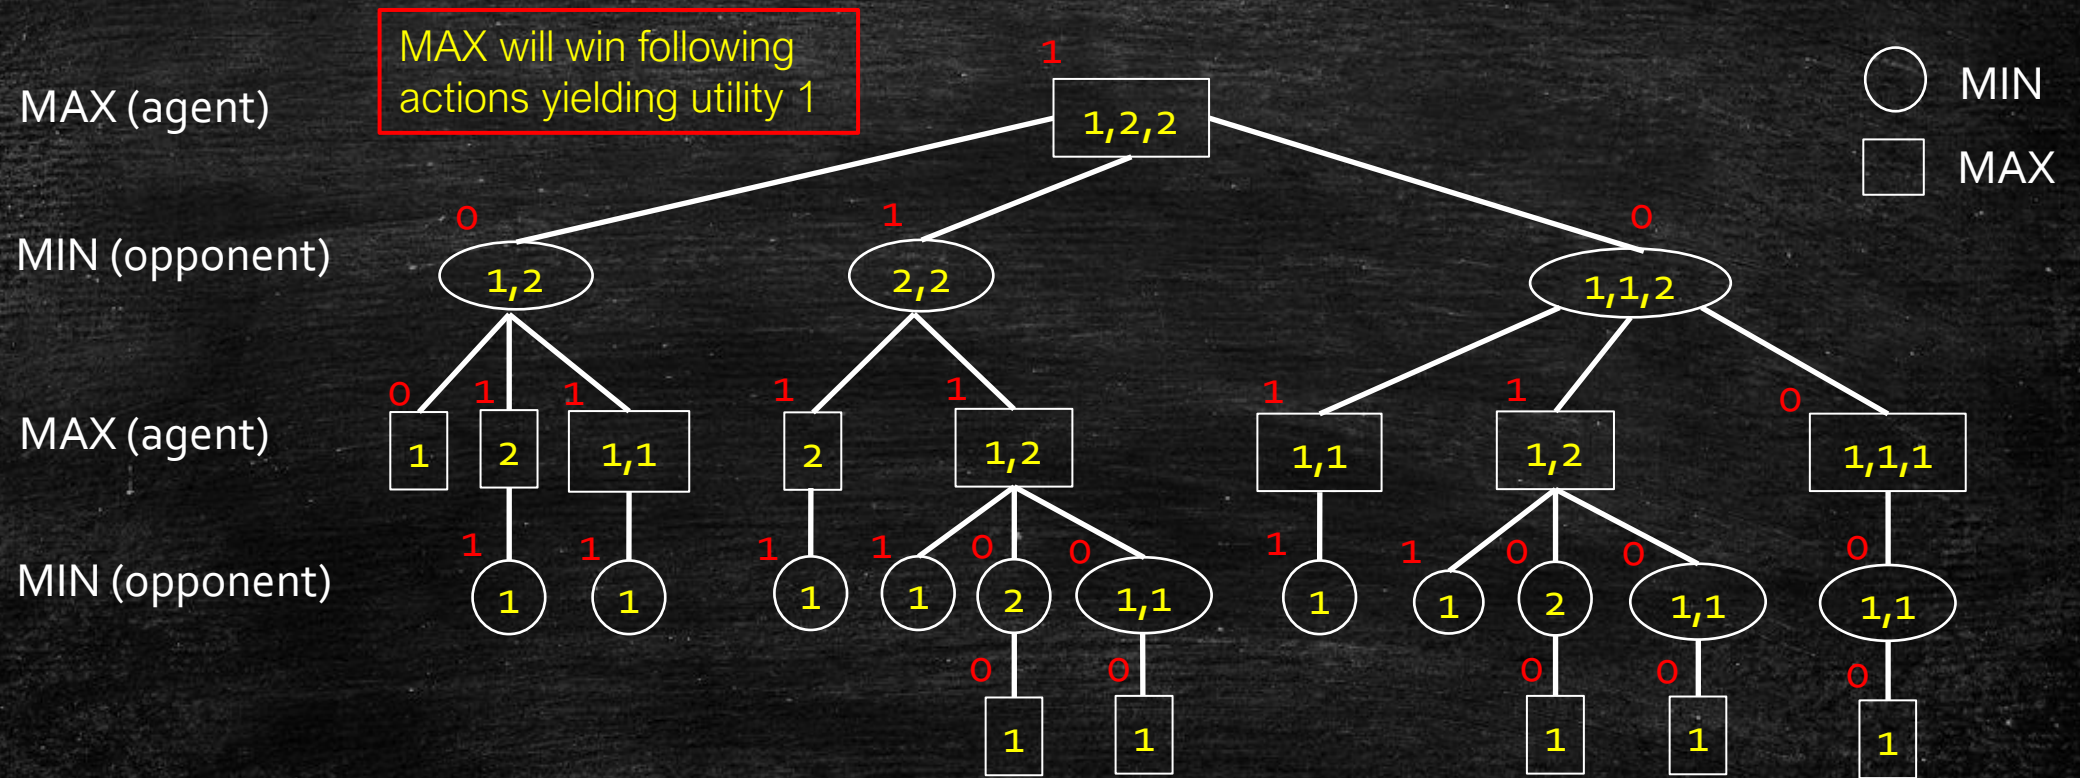 MAX will win following
actions yielding utility 1
1
MIN
MAX (agent)
1,2,2
MAX
0 1 0
MIN (opponent)
1,2 2,2 1,1,2
0 1 1 1 1 1 1 0
MAX (agent)
1 2 1,1 2 1,2 1,1 1,2 1,1,1
1 1 1 1 0 0 1 1 0 0 0
MIN (opponent)
1 1 1 1 2 1,1 1 1 2 1,1 1,1
0 0 0 0 0
1 1 1 1 1